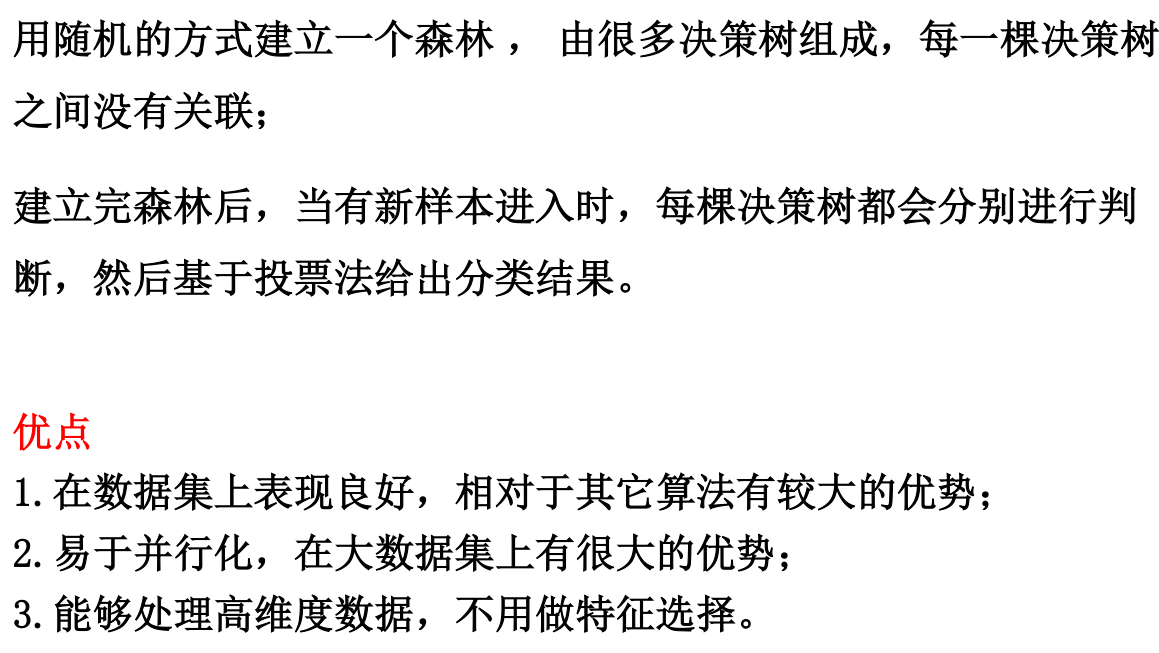 用随机的方式建立一个森林 ， 由很多决策树组成，每一棵决策树
之间没有关联；
建立完森林后，当有新样本进入时，每棵决策树都会分别进行判
断，然后基于投票法给出分类结果。
优点
1.在数据集上表现良好，相对于其它算法有较大的优势；
2.易于并行化，在大数据集上有很大的优势；
3.能够处理高维度数据，不用做特征选择。